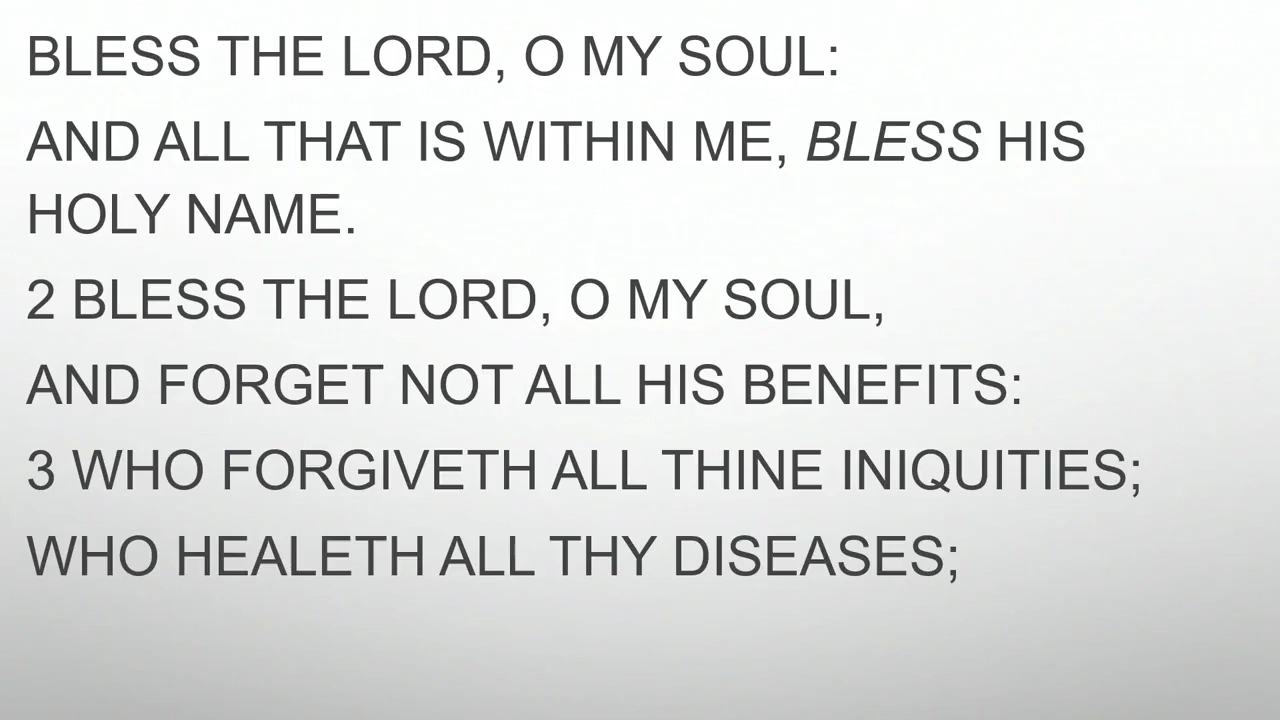 BLESS THE LORD, O MY SOUL:
AND ALL THAT IS WITHIN ME, BLESS HIS
HOLY NAME.
2 BLESS THE LORD, O MY SOUL,
AND FORGET NOT ALL HIS BENEFITS:
3 WHO FORGIVETH ALL THINE INIQUITIES;
WHO HEALETH ALL THY DISEASES;